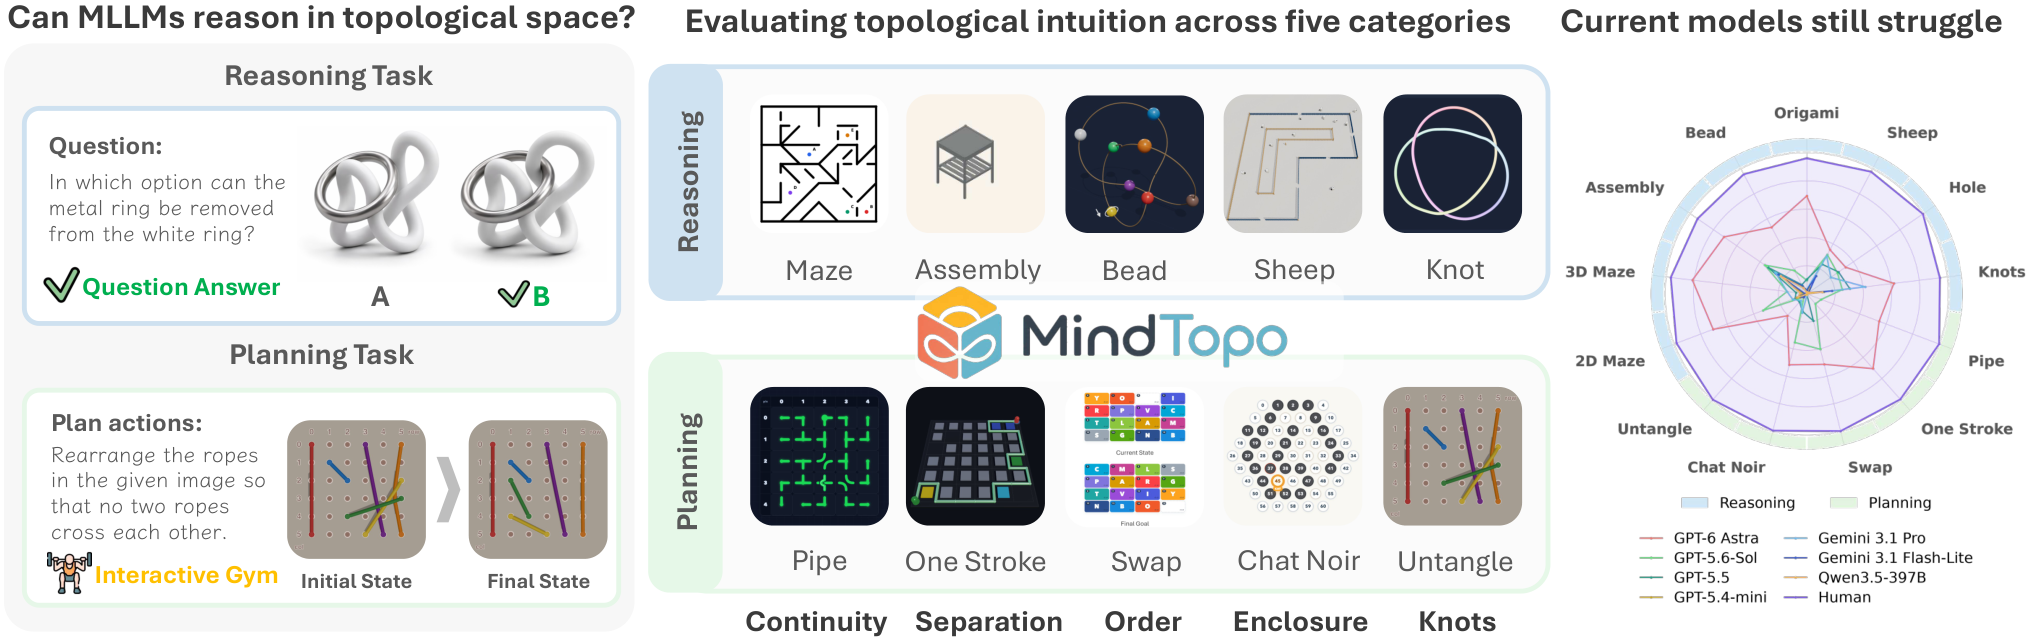 Can MLLMs reason in topological space?
Reasoning Task
Question:
In which option can the
metal ring be removed
from the white ring?
Question Answer
A
B
Planning Task
Plan actions:
Rearrange the ropes
in the given image so
that no two ropes
cross each other.
Interactive Gym
Initial State
Final State
Evaluating topological intuition across five categories
Reasoning
Maze
Assembly
Bead
Sheep
Knot
MindTopo
Planning
Current State
Final Goal
Pipe
One Stroke
Swap
Chat Noir
Untangle
Continuity
Separation
Order
Enclosure
Knots
Current models still struggle
Origami
Bead
Sheep
Assembly
Hole
3D Maze
Knots
2D Maze
Pipe
Untangle
One Stroke
Chat Noir
Swap
Reasoning
Planning
GPT-6 Astra
GPT-5.6-Sol
GPT-5.5
GPT-5.4-mini
Gemini 3.1 Pro
Gemini 3.1 Flash-Lite
Qwen3.5-397B
Human